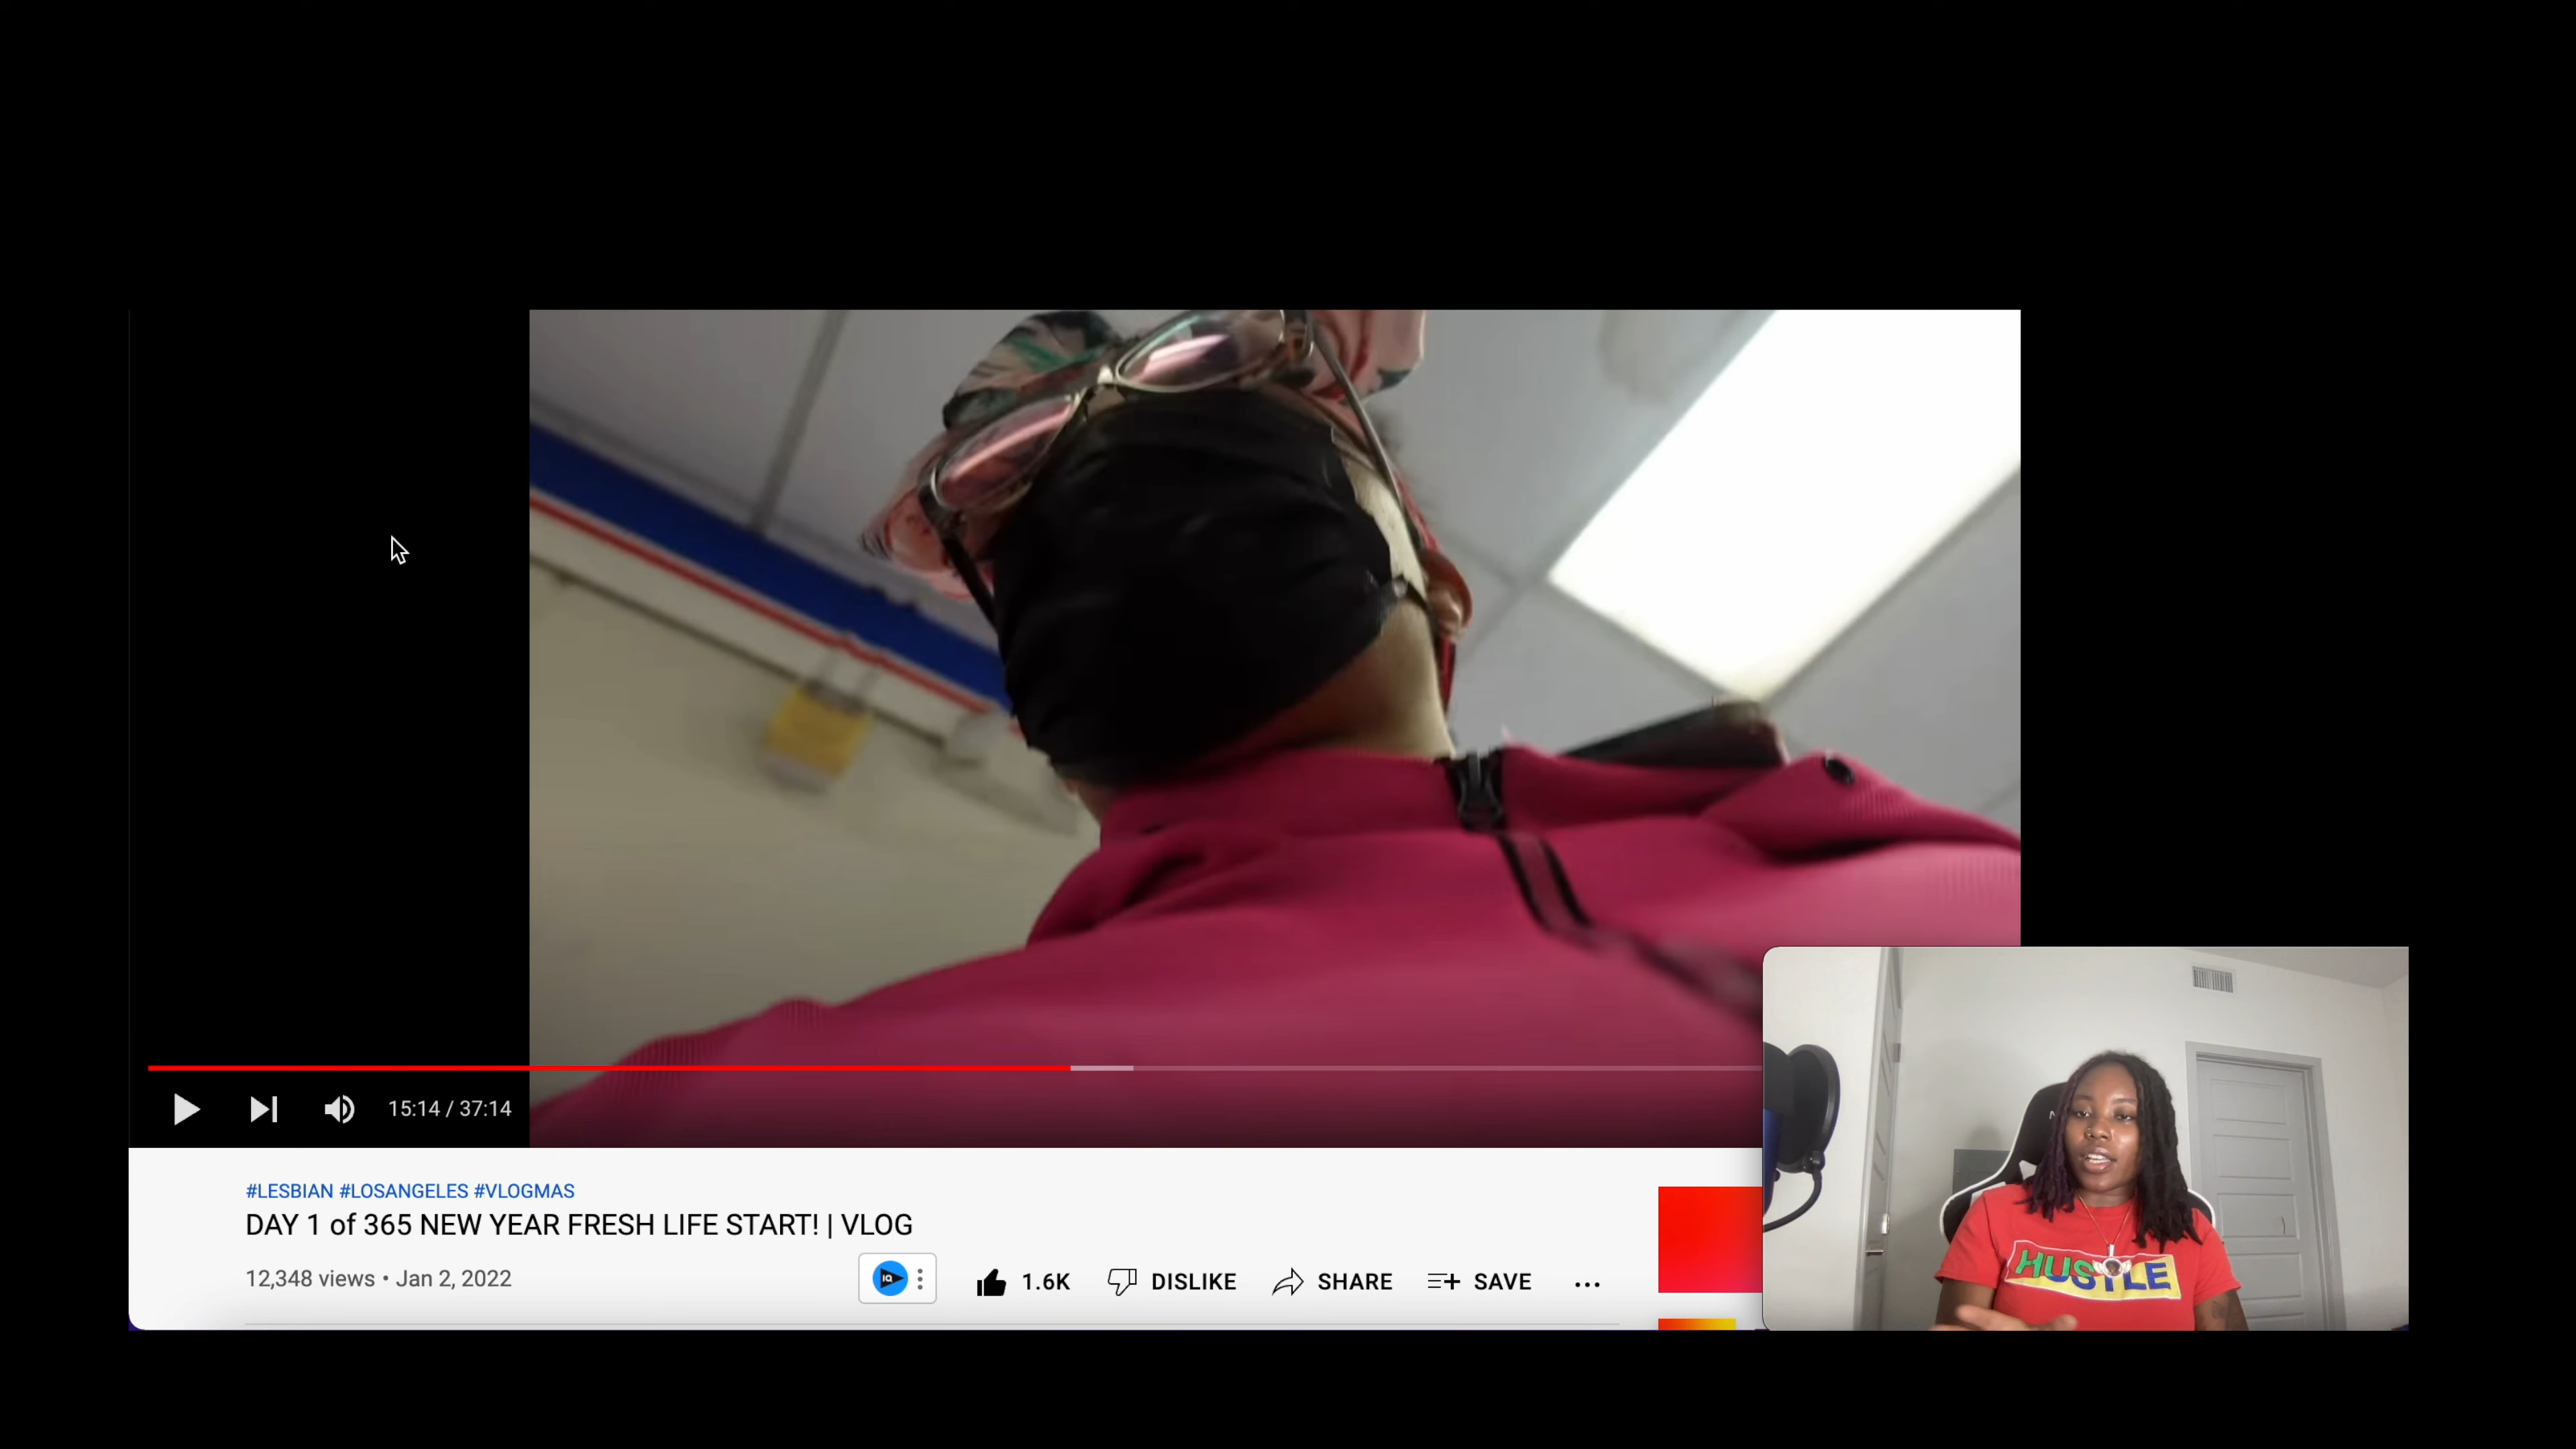 15:14 / 37:14
#LESBIAN #LOSANGELES #VLOGMAS
DAY 1 of 365 NEW YEAR FRESH LIFE START! | VLOG
12,348 views • Jan 2, 2022
IQ
1.6K
DISLIKE
SHARE
SAVE
HUSTLE